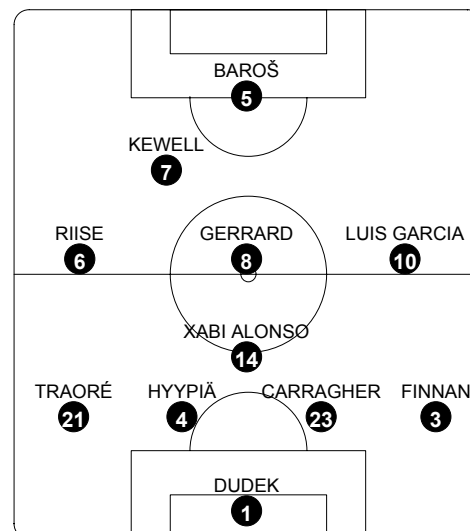 BAROŠ
5
KEWELL
7
RIISE GERRARD LUIS GARCIA
6 8 10
XABI ALONSO
14
TRAORÉ HYYPIÄ CARRAGHER FINNAN
21 4 23 3
DUDEK
1